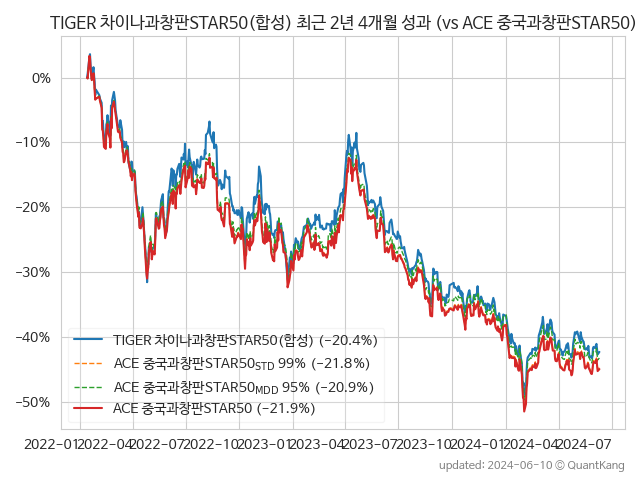 TIGER 차이나과창판STAR50(합성) 최근 2년 4개월 성과 (vs ACE 중국과창판STAR50)
0%
−10%
−20%
−30%
−40%
−50%
TIGER 차이나과창판STAR50(합성) (−20.4%)
ACE 중국과창판STAR50STD 99% (−21.8%)
ACE 중국과창판STAR50MDD 95% (−20.9%)
ACE 중국과창판STAR50 (−21.9%)
2022-01 2022-04 2022-07 2022-10 2023-01 2023-04 2023-07 2023-10 2024-01 2024-04 2024-07
updated: 2024-06-10 © QuantKang